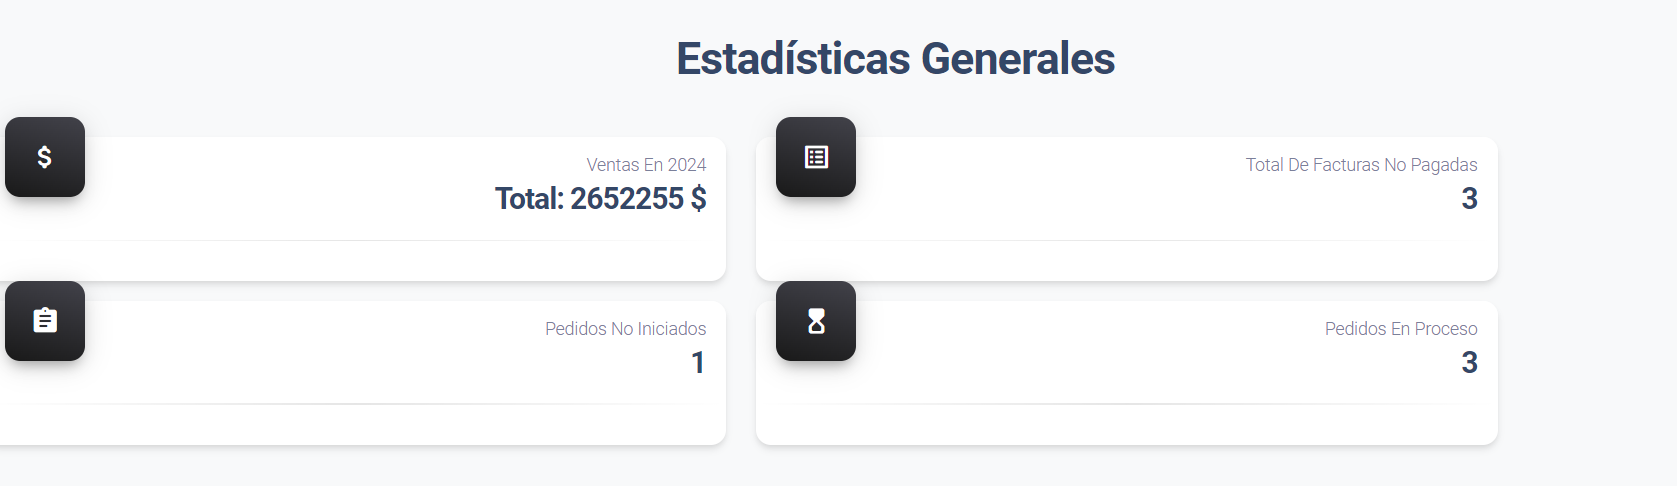 Estadísticas Generales
$
Ventas En 2024
Total: 2652255 $
Total De Facturas No Pagadas
3
Pedidos No Iniciados
1
Pedidos En Proceso
3